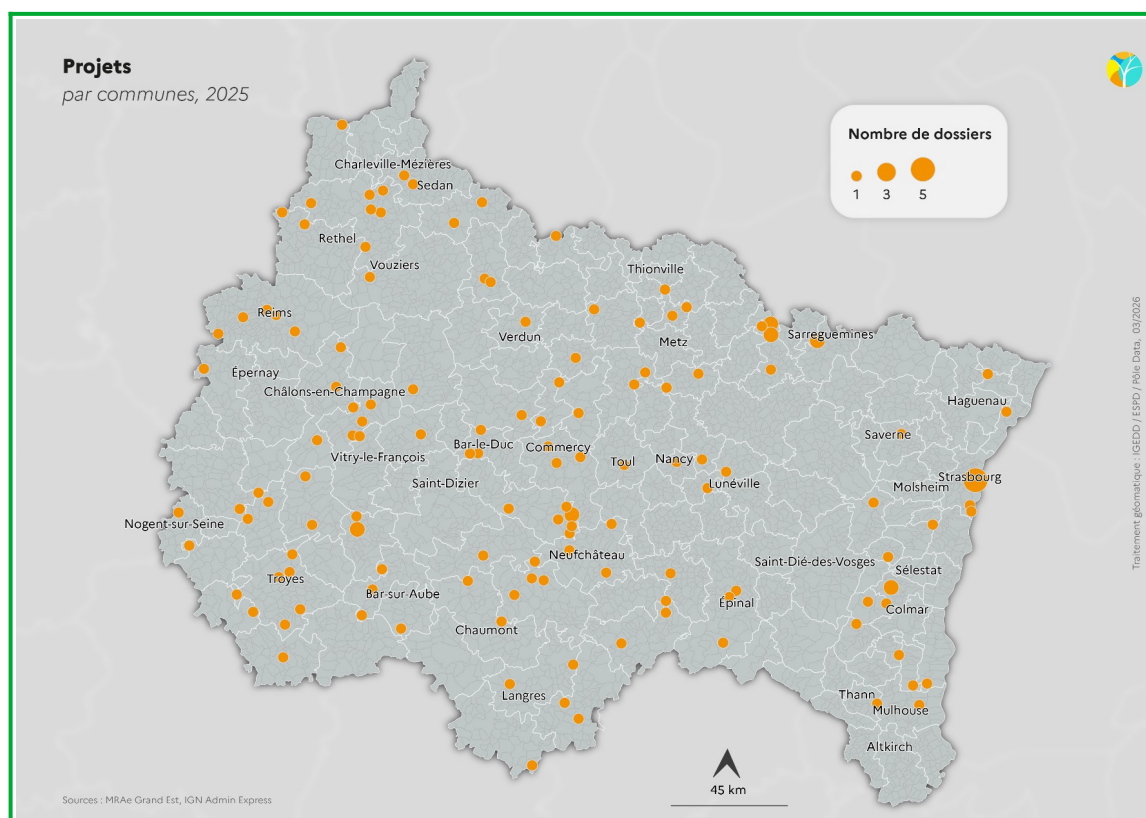 Projets
par communes, 2025
Nombre de dossiers
1
3
5
Charleville-Mézières
Sedan
Rethel
Vouziers
Thionville
Reims
Verdun
Sarreguemines
Metz
Épernay
Châlons-en-Champagne
Haguenau
Saverne
Bar-le-Duc
Commercy
Vitry-le-François
Toul
Nancy
Strasbourg
Saint-Dizier
Lunéville
Molsheim
Nogent-sur-Seine
Neufchâteau
Saint-Dié-des-Vosges
Sélestat
Troyes
Bar-sur-Aube
Épinal
Colmar
Chaumont
Langres
Thann
Mulhouse
Altkirch
45 km
Sources : MRAe Grand Est, IGN Admin Express
Traitement géomatique : IGEDD / ESPD / Pôle Data, 03/2026